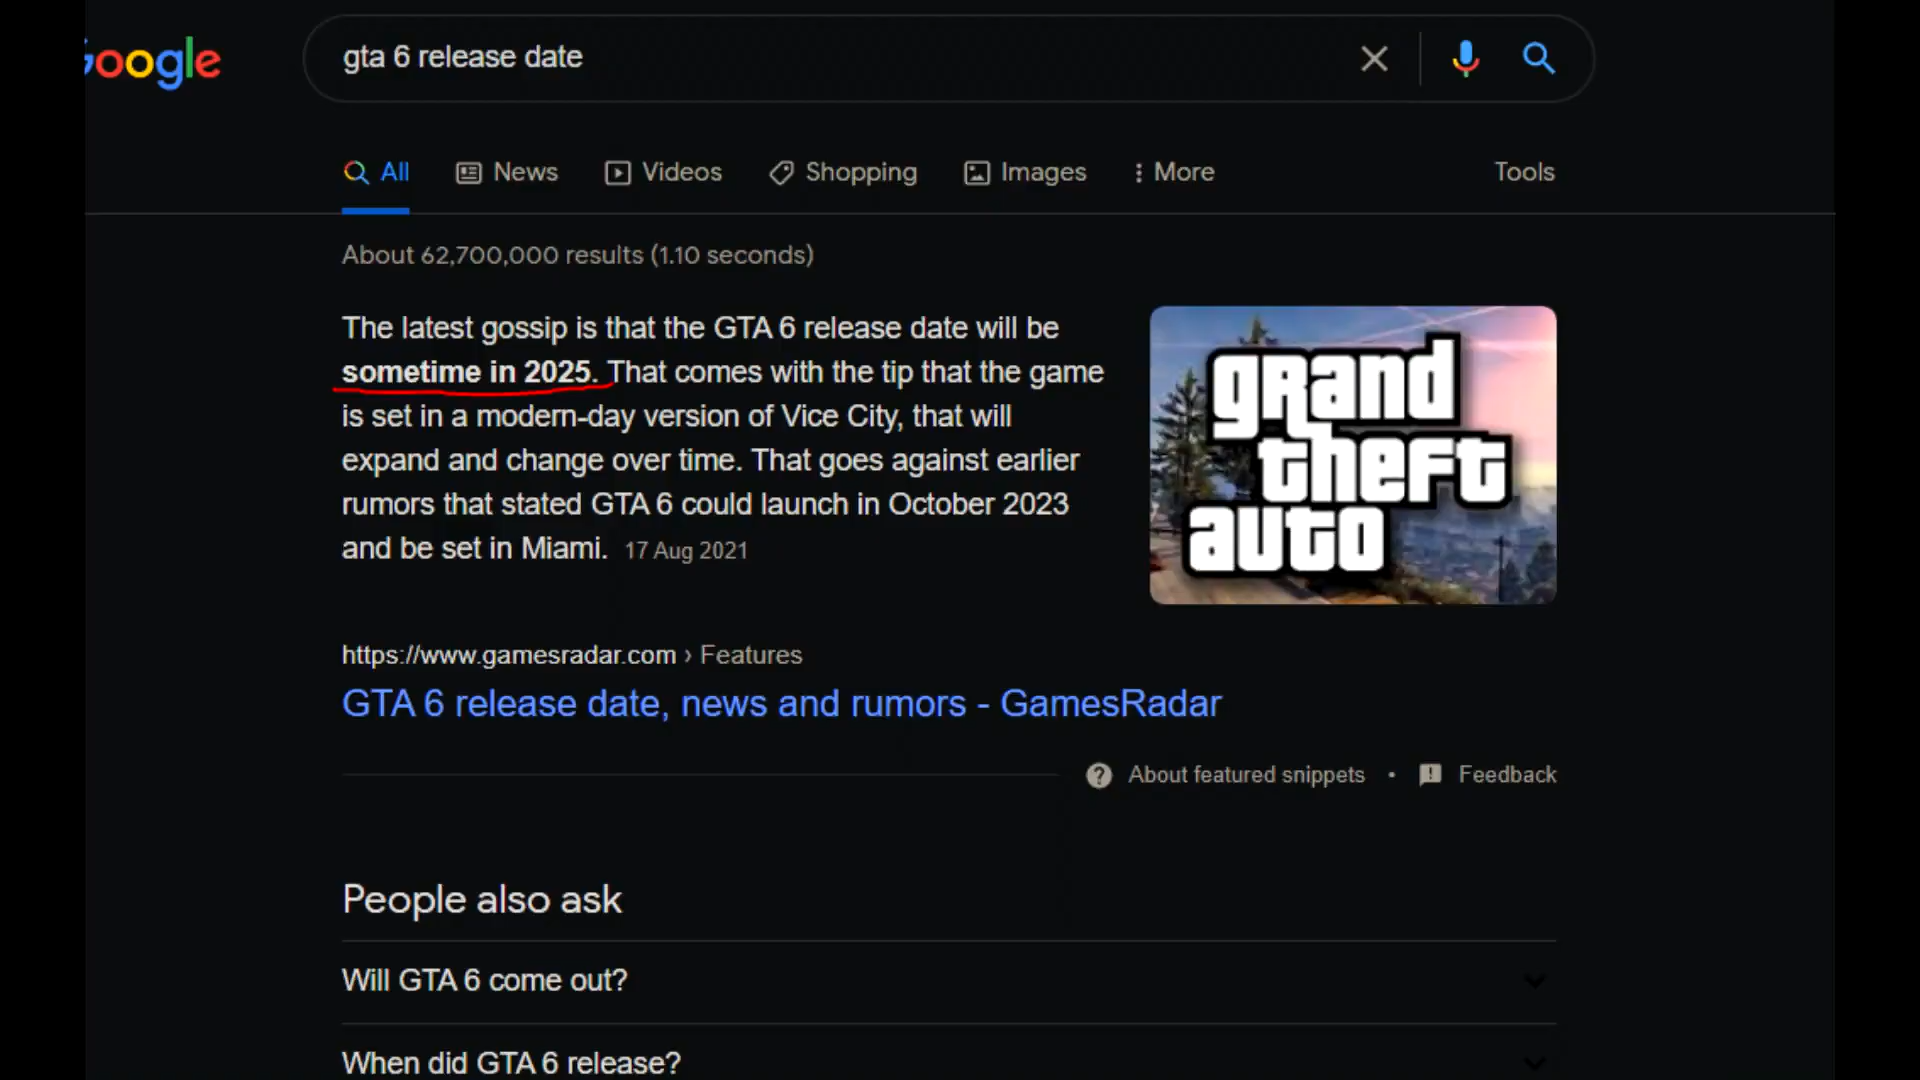 Google
gta 6 release date
All News Videos Shopping Images More Tools
About 62,700,000 results (1.10 seconds)
The latest gossip is that the GTA 6 release date will be
sometime in 2025. That comes with the tip that the game
is set in a modern-day version of Vice City, that will
expand and change over time. That goes against earlier
rumors that stated GTA 6 could launch in October 2023
and be set in Miami. 17 Aug 2021
grand
theft
auto
https://www.gamesradar.com › Features
GTA 6 release date, news and rumors - GamesRadar
About featured snippets • Feedback
People also ask
Will GTA 6 come out?
When did GTA 6 release?